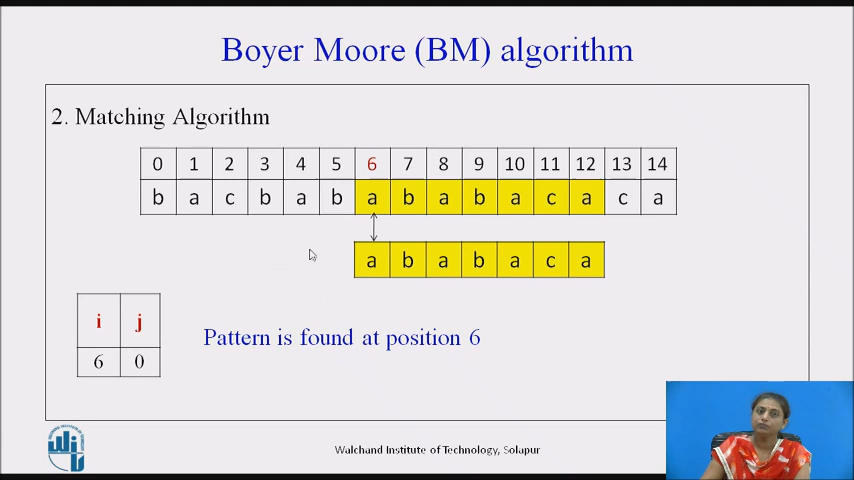 Boyer Moore (BM) algorithm
2. Matching Algorithm
0 1 2 3 4 5 6 7 8 9 10 11 12 13 14
b a c b a b a b a b a c a c a
a b a b a c a
i j
6 0
Pattern is found at position 6
Walchand Institute of Technology, Solapur